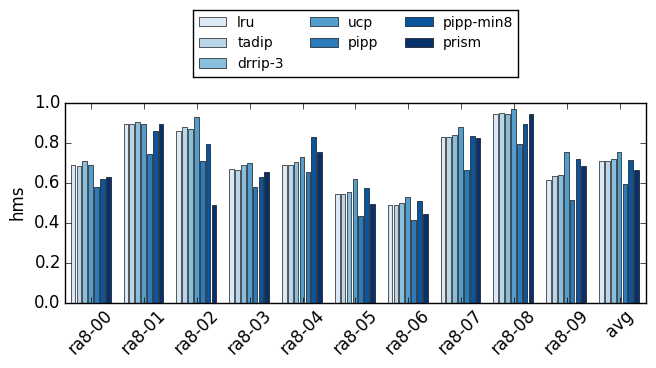 lru ucp pipp-min8
tadip pipp prism
drrip-3
1.0
0.8
0.6
0.4
0.2
0.0
hms
ra8-00 ra8-01 ra8-02 ra8-03 ra8-04 ra8-05 ra8-06 ra8-07 ra8-08 ra8-09 avg